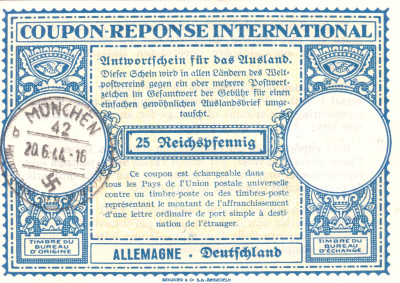 COUPON-REPONSE INTERNATIONAL
Antwortschein für das Ausland.
Dieser Schein wird in allen Ländern des Welt-
postvereins gegen ein oder mehrere Postwert-
zeichen im Gesamtwert der Gebühr für einen
einfachen gewöhnlichen Auslandsbrief umge-
tauscht.
MÜNCHEN
42
20.6.44.-16
25 Reichspfennig
Ce coupon est échangeable dans
tous les Pays de l'Union postale universelle
contre un timbre-poste ou des timbres-poste
représentant le montant de l'affranchissement
d'une lettre ordinaire de port simple à desti-
nation de l'étranger.
TIMBRE DU
BUREAU
D'ORIGINE
ALLEMAGNE - Deutschland
TIMBRE DU
BUREAU
D'ÉCHANGE
BENZIGER & Co S.A. EINSIEDELN